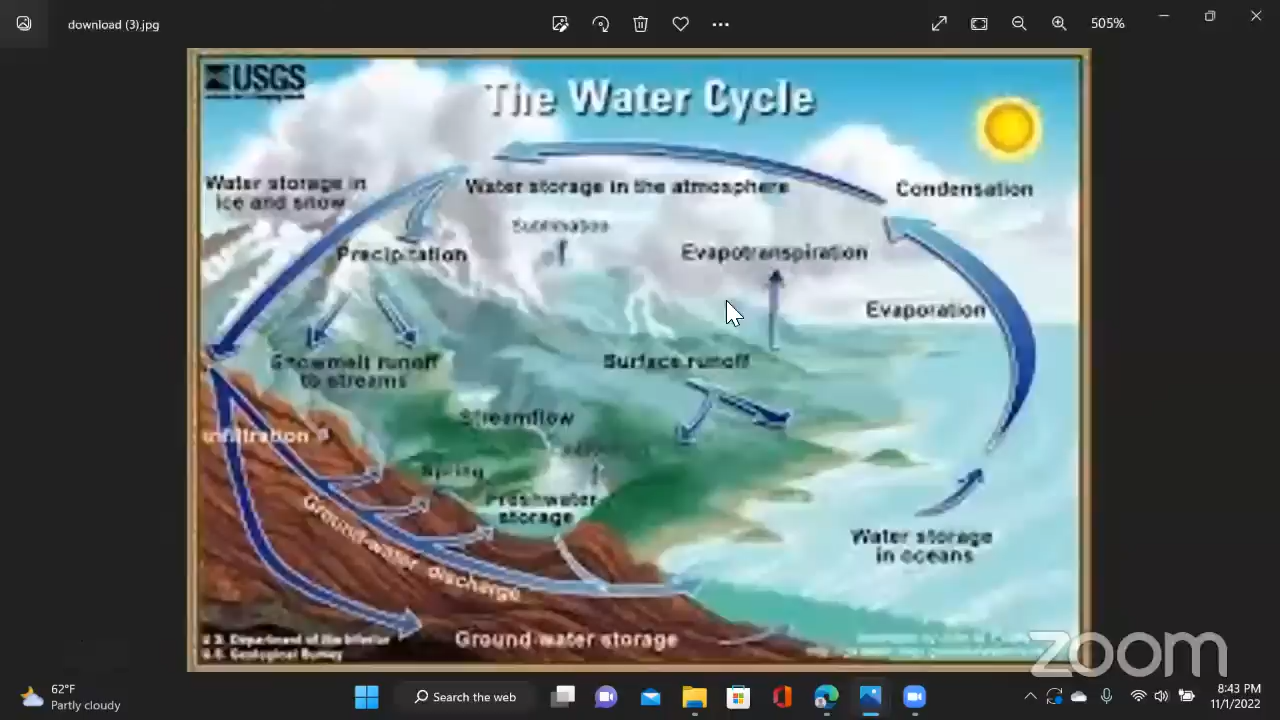 download (3).jpg
505%
USGS
The Water Cycle
Water storage in
ice and snow
Water storage in the atmosphere
Condensation
Sublimation
Precipitation
Evapotranspiration
Evaporation
Snowmelt runoff
to streams
Surface runoff
Streamflow
Infiltration
Spring
Freshwater
storage
Ground-water discharge
Water storage
in oceans
Ground-water storage
U.S. Department of the Interior
U.S. Geological Survey
zoom
62°F
Partly cloudy
Search the web
8:43 PM
11/1/2022